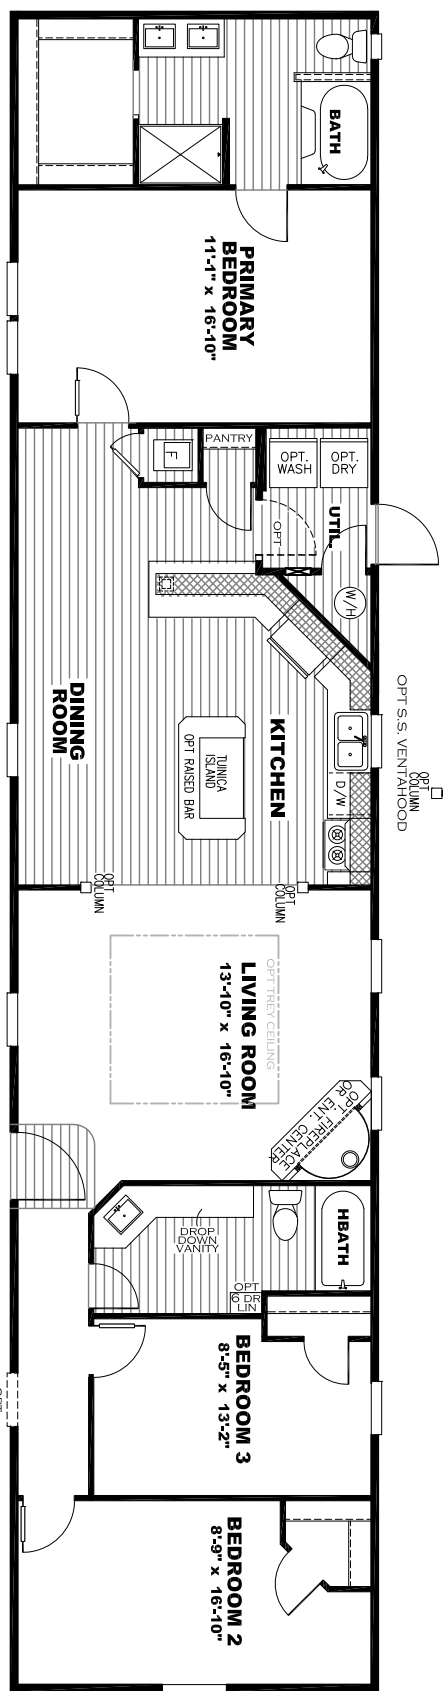 BATH
PRIMARY
BEDROOM
11'-1" x 16'-10"
PANTRY
F
OPT.
WASH
OPT.
DRY
UTIL.
OPT
W/H
OPT S.S. VENTAHOOD
OPT
COLUMN
KITCHEN
D/W
TUINICA
ISLAND
OPT RAISED BAR
DINING
ROOM
OPT
COLUMN
OPT
COLUMN
LIVING ROOM
13'-10" x 16'-10"
OPT TREY CEILING
OPT. FIREPLACE
OR ENT.
CENTER
HBATH
DROP
DOWN
VANITY
OPT
6 DR
LIN
BEDROOM 3
8'-5" x 13'-2"
BEDROOM 2
8'-9" x 16'-10"